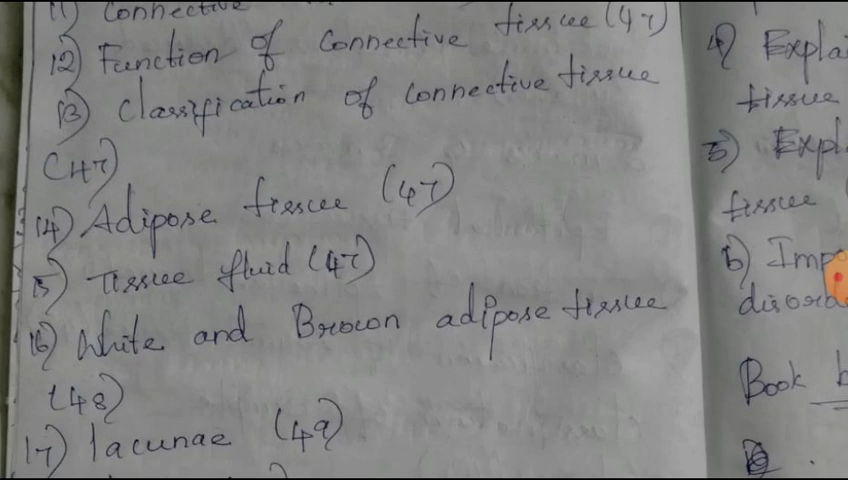 11) Connective tissue (47)
12) Function of Connective
13) Classification of connective tissue
(47)
14) Adipose tissue (47)
15) Tissue fluid (47)
16) White and Brown adipose tissue
(48)
17) lacunae (49)
4) Explai
tissue
5) Expl
tissue
6) Imp
disord
Book b